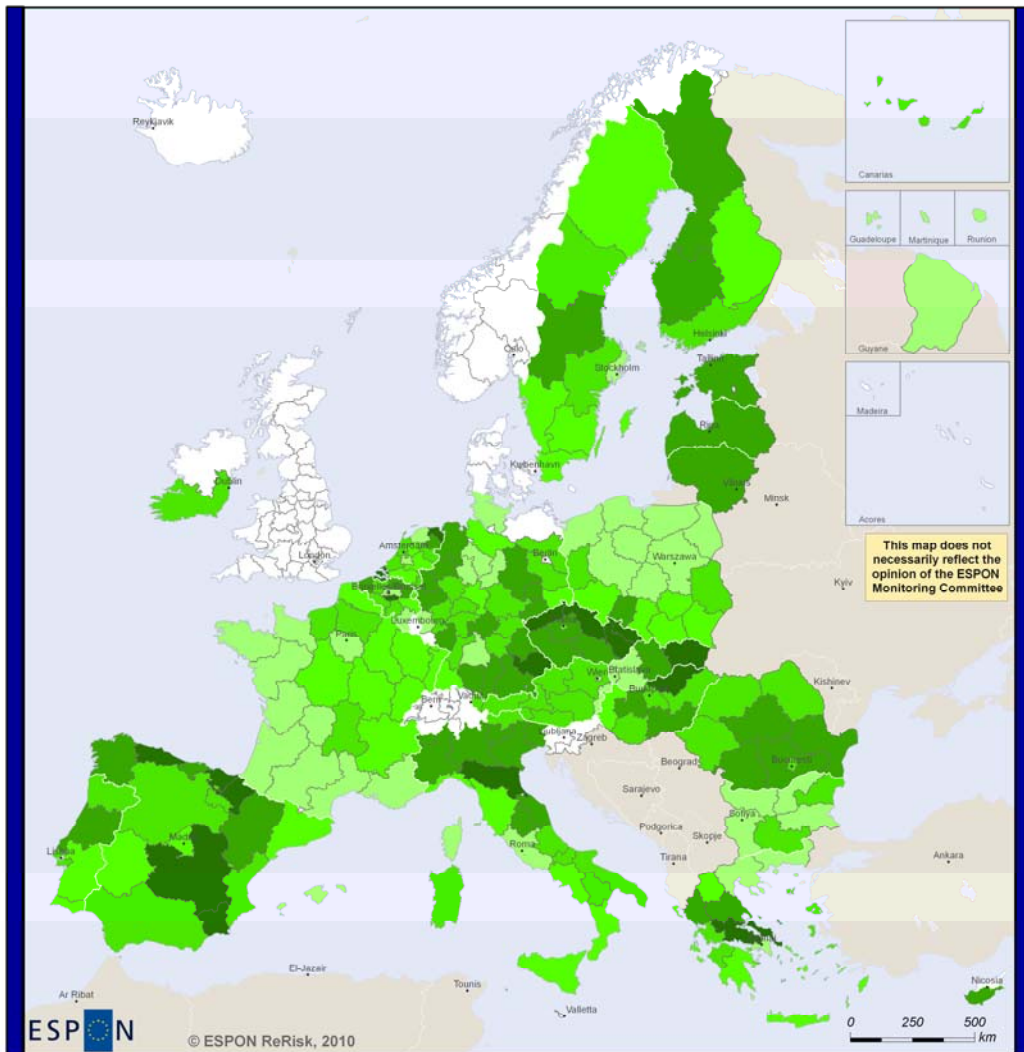 Reykjavik
Canarias
Guadeloupe
Martinique
Runion
Oslo
Helsinki
Guyane
Tallinn
Stockholm
Madeira
Riga
Dublin
København
Vilnius
Minsk
Acores
London
Amsterdam
Berlin
Warszawa
This map does not
necessarily reflect the
opinion of the ESPON
Monitoring Committee
Kyiv
Luxembourg
Paris
Wien
Bratislava
Kishinev
Bern
Vaduz
Ljubljana
Zagreb
Beograd
Bucuresti
Sarajevo
Sofiya
Podgorica
Skopje
Roma
Tirana
Ankara
Madrid
Lisboa
El-Jazair
Tounis
Nicosia
Ar Ribat
Valletta
ESPON
© ESPON ReRisk, 2010
0 250 500
km